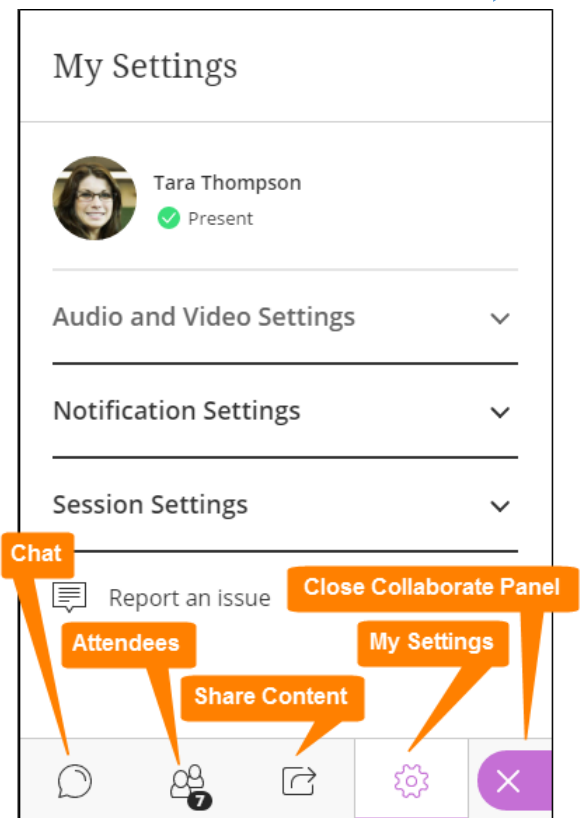 My Settings
Tara Thompson
Present
Audio and Video Settings
Notification Settings
Session Settings
Chat
Report an issue
Close Collaborate Panel
Attendees
My Settings
Share Content
7